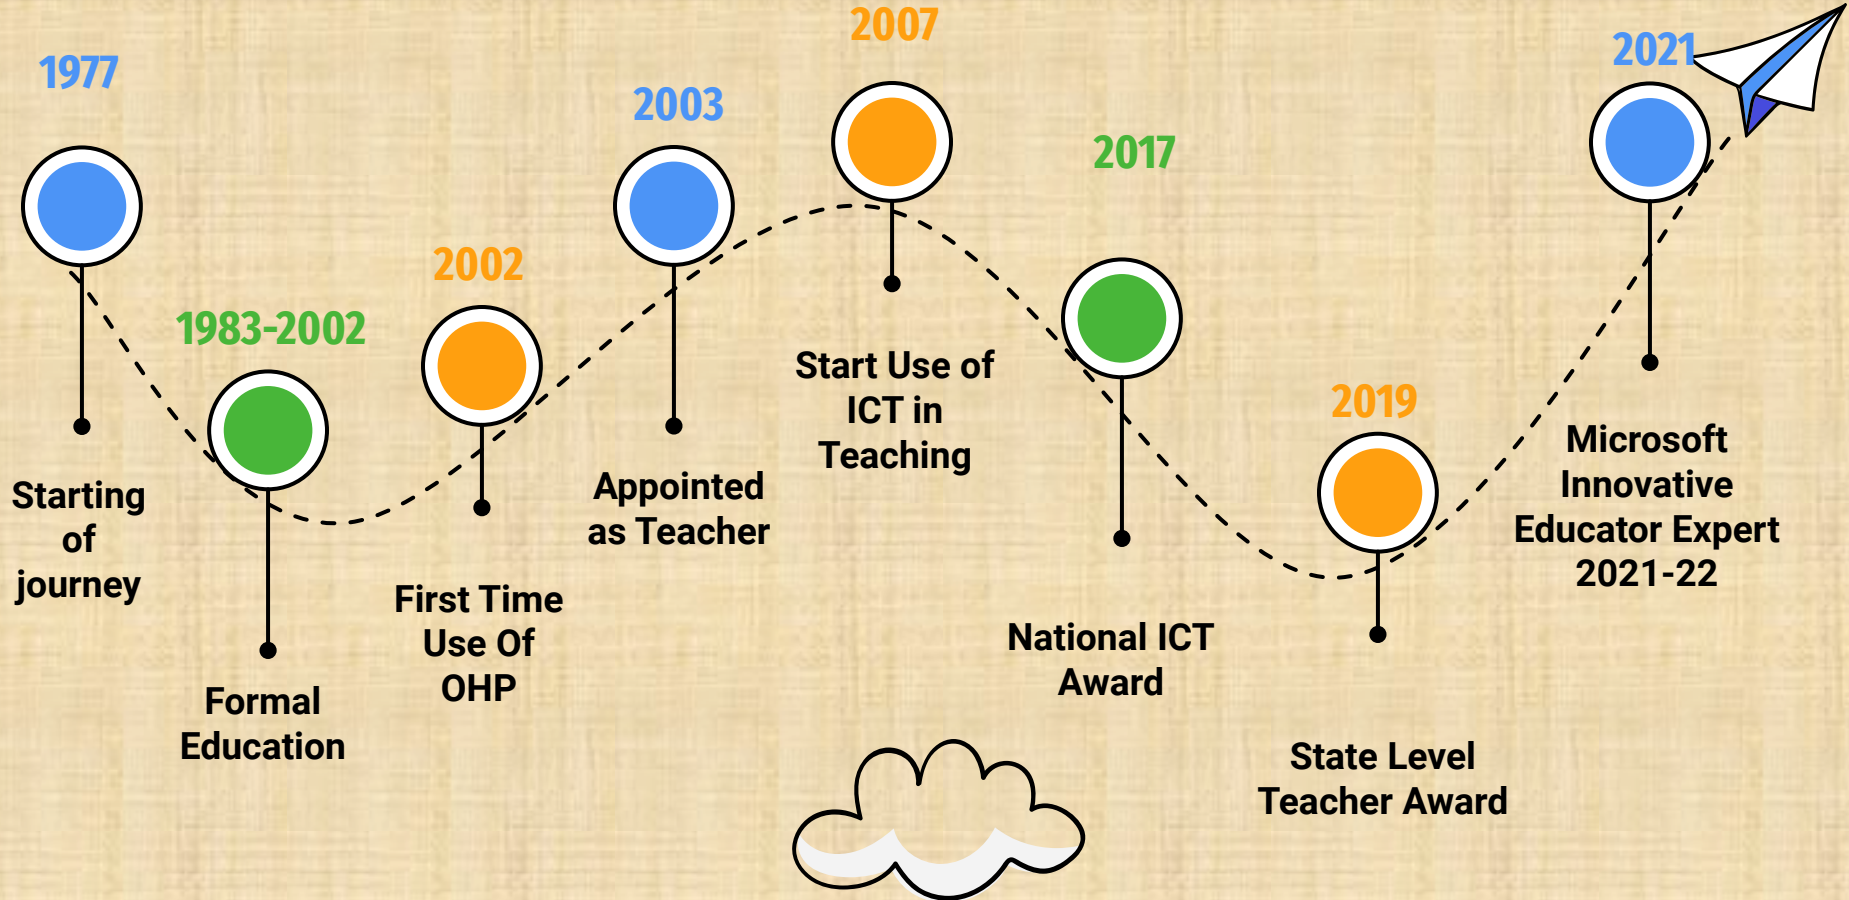 1977
Starting
of
journey
1983-2002
Formal
Education
2002
First Time
Use Of
OHP
2003
Appointed
as Teacher
2007
Start Use of
ICT in
Teaching
2017
National ICT
Award
2019
State Level
Teacher Award
2021
Microsoft
Innovative
Educator Expert
2021-22